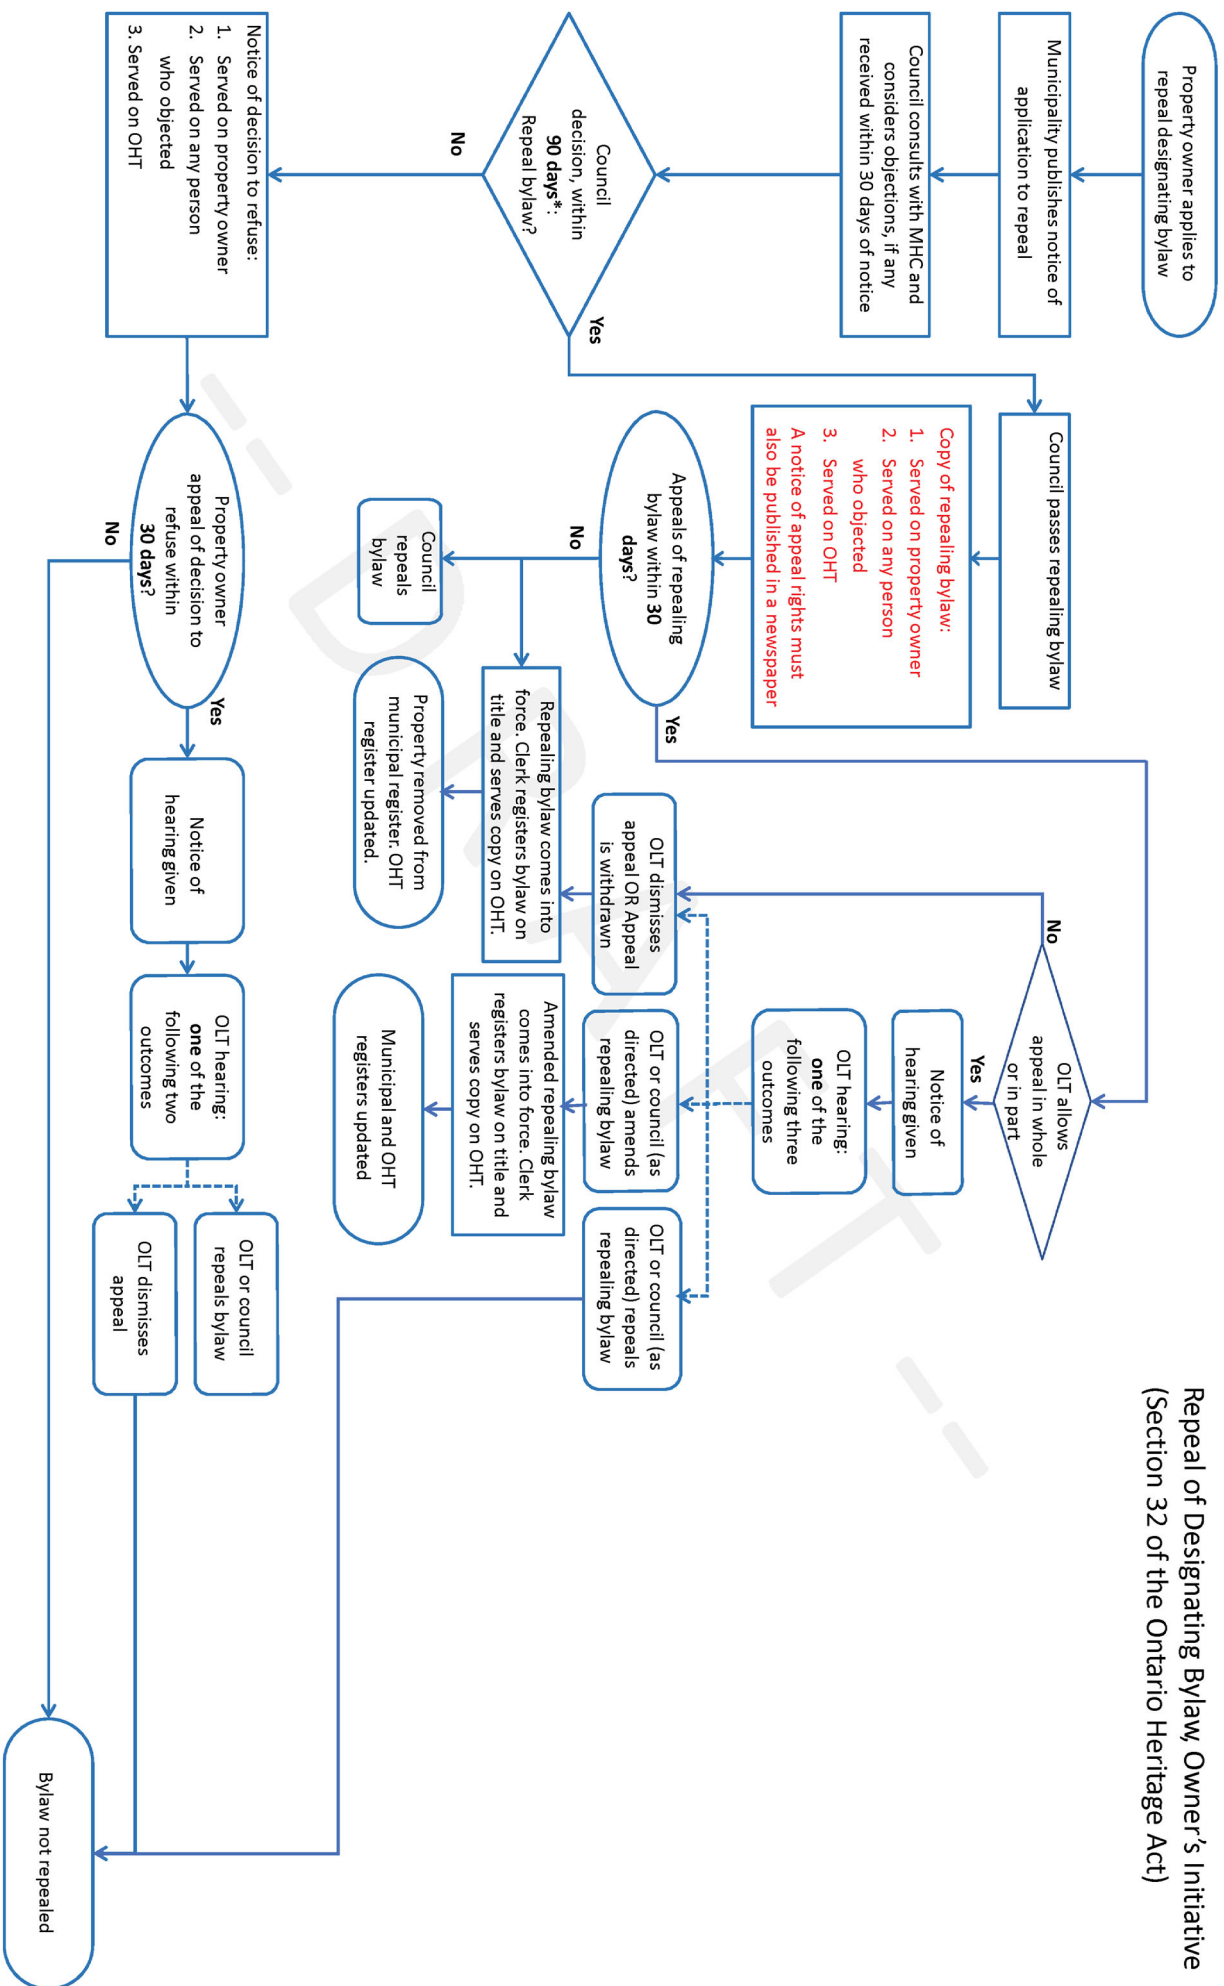 Repeal of Designating Bylaw, Owner's Initiative
(Section 32 of the Ontario Heritage Act)
Property owner applies to
repeal designating bylaw
Municipality publishes notice of
application to repeal
Council consults with MHC and
considers objections, if any
received within 30 days of notice
Council
decision, within
90 days*:
Repeal bylaw?
Yes
No
Notice of decision to refuse:
1. Served on property owner
2. Served on any person
who objected
3. Served on OHT
Council passes repealing bylaw
Copy of repealing bylaw:
1. Served on property owner
2. Served on any person
who objected
3. Served on OHT
A notice of appeal rights must
also be published in a newspaper
Appeals of repealing
bylaw within 30
days?
Yes
No
Council
repeals
bylaw
Repealing bylaw comes into
force. Clerk registers bylaw on
title and serves copy on OHT.
Property removed from
municipal register. OHT
register updated.
OLT allows
appeal in whole
or in part
No
Yes
Notice of
hearing given
OLT hearing:
one of the
following three
outcomes
OLT dismisses
appeal OR Appeal
is withdrawn
OLT or council (as
directed) amends
repealing bylaw
OLT or council (as
directed) repeals
repealing bylaw
Amended repealing bylaw
comes into force. Clerk
registers bylaw on title and
serves copy on OHT.
Municipal and OHT
registers updated
Property owner
appeal of decision to
refuse within
30 days?
Yes
No
Notice of
hearing given
OLT hearing:
one of the
following two
outcomes
OLT or council
repeals bylaw
OLT dismisses
appeal
Bylaw not repealed
-- DRAFT --